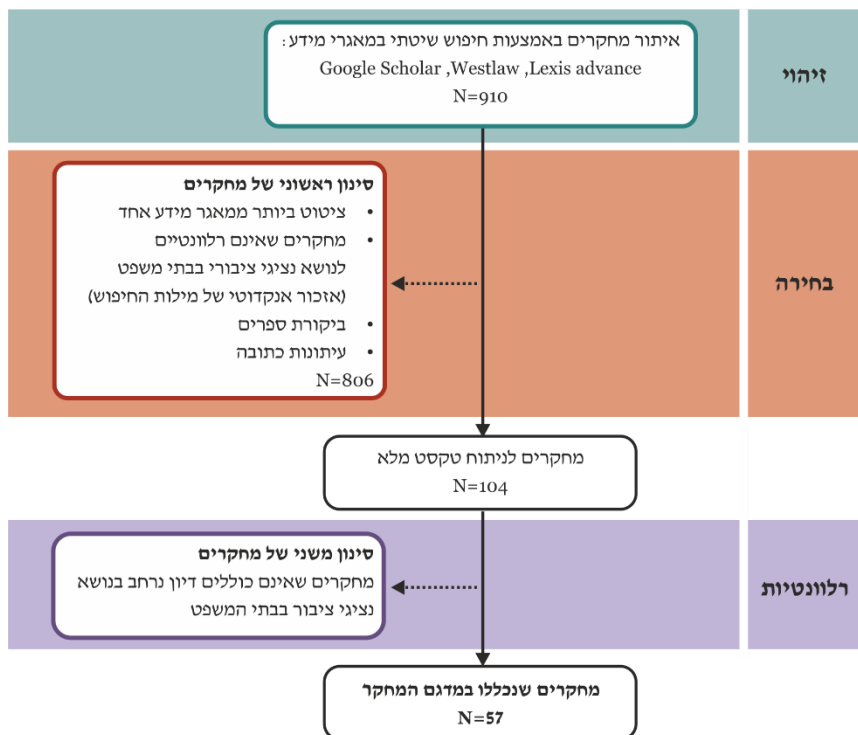 איתור מחקרים באמצעות חיפוש שיטתי במאגרי מידע:
Google Scholar ,Westlaw ,Lexis advance
N=910
זיהוי
סינון ראשוני של מחקרים
• ציטוט ביותר ממאגר מידע אחד
• מחקרים שאינם רלוונטיים
לנושא נציגי ציבורי בבתי משפט
(אזכור אנקדוטי של מילות החיפוש)
• ביקורת ספרים
• עיתונות כתובה
N=806
בחירה
מחקרים לניתוח טקסט מלא
N=104
סינון משני של מחקרים
מחקרים שאינם כוללים דיון נרחב בנושא
נציגי ציבור בבתי המשפט
רלוונטיות
מחקרים שנכללו במדגם המחקר
N=57